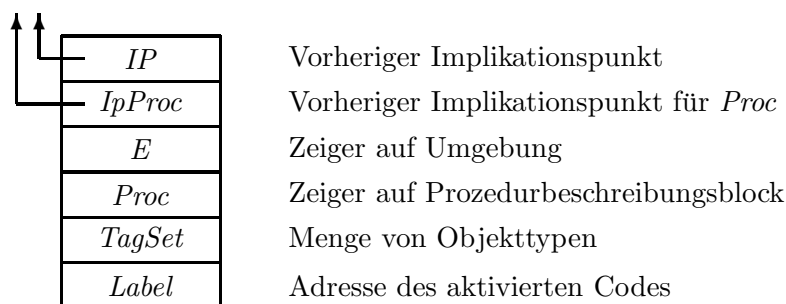 IP Vorheriger Implikationspunkt
IpProc Vorheriger Implikationspunkt für Proc
E Zeiger auf Umgebung
Proc Zeiger auf Prozedurbeschreibungsblock
TagSet Menge von Objekttypen
Label Adresse des aktivierten Codes